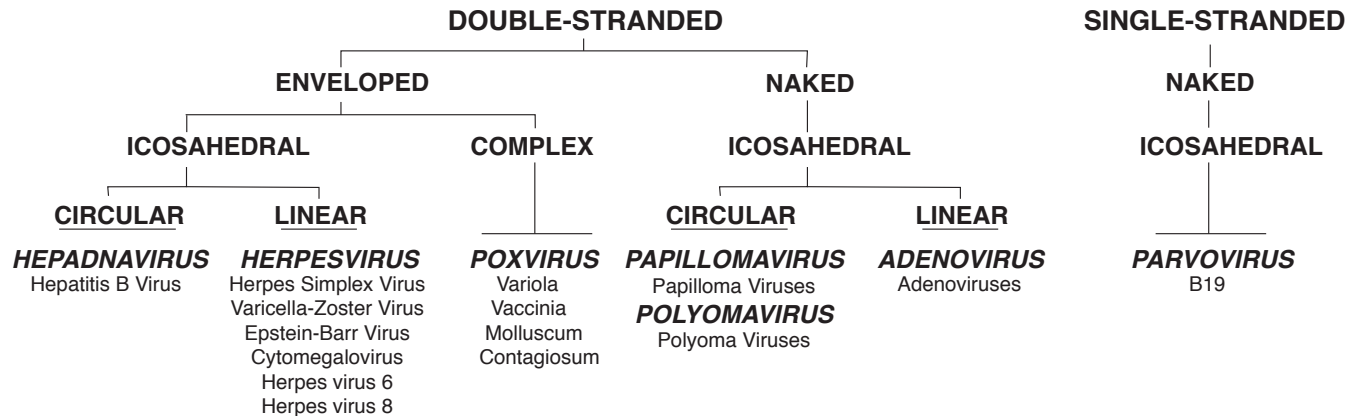 DOUBLE-STRANDED SINGLE-STRANDED
ENVELOPED NAKED NAKED
ICOSAHEDRAL COMPLEX ICOSAHEDRAL ICOSAHEDRAL
CIRCULAR LINEAR CIRCULAR LINEAR
HEPADNAVIRUS HERPESVIRUS POXVIRUS PAPILLOMAVIRUS ADENOVIRUS PARVOVIRUS
Hepatitis B Virus Herpes Simplex Virus Variola Papilloma Viruses Adenoviruses B19
Varicella-Zoster Virus Vaccinia POLYOMAVIRUS
Epstein-Barr Virus Molluscum Polyoma Viruses
Cytomegalovirus Contagiosum
Herpes virus 6
Herpes virus 8